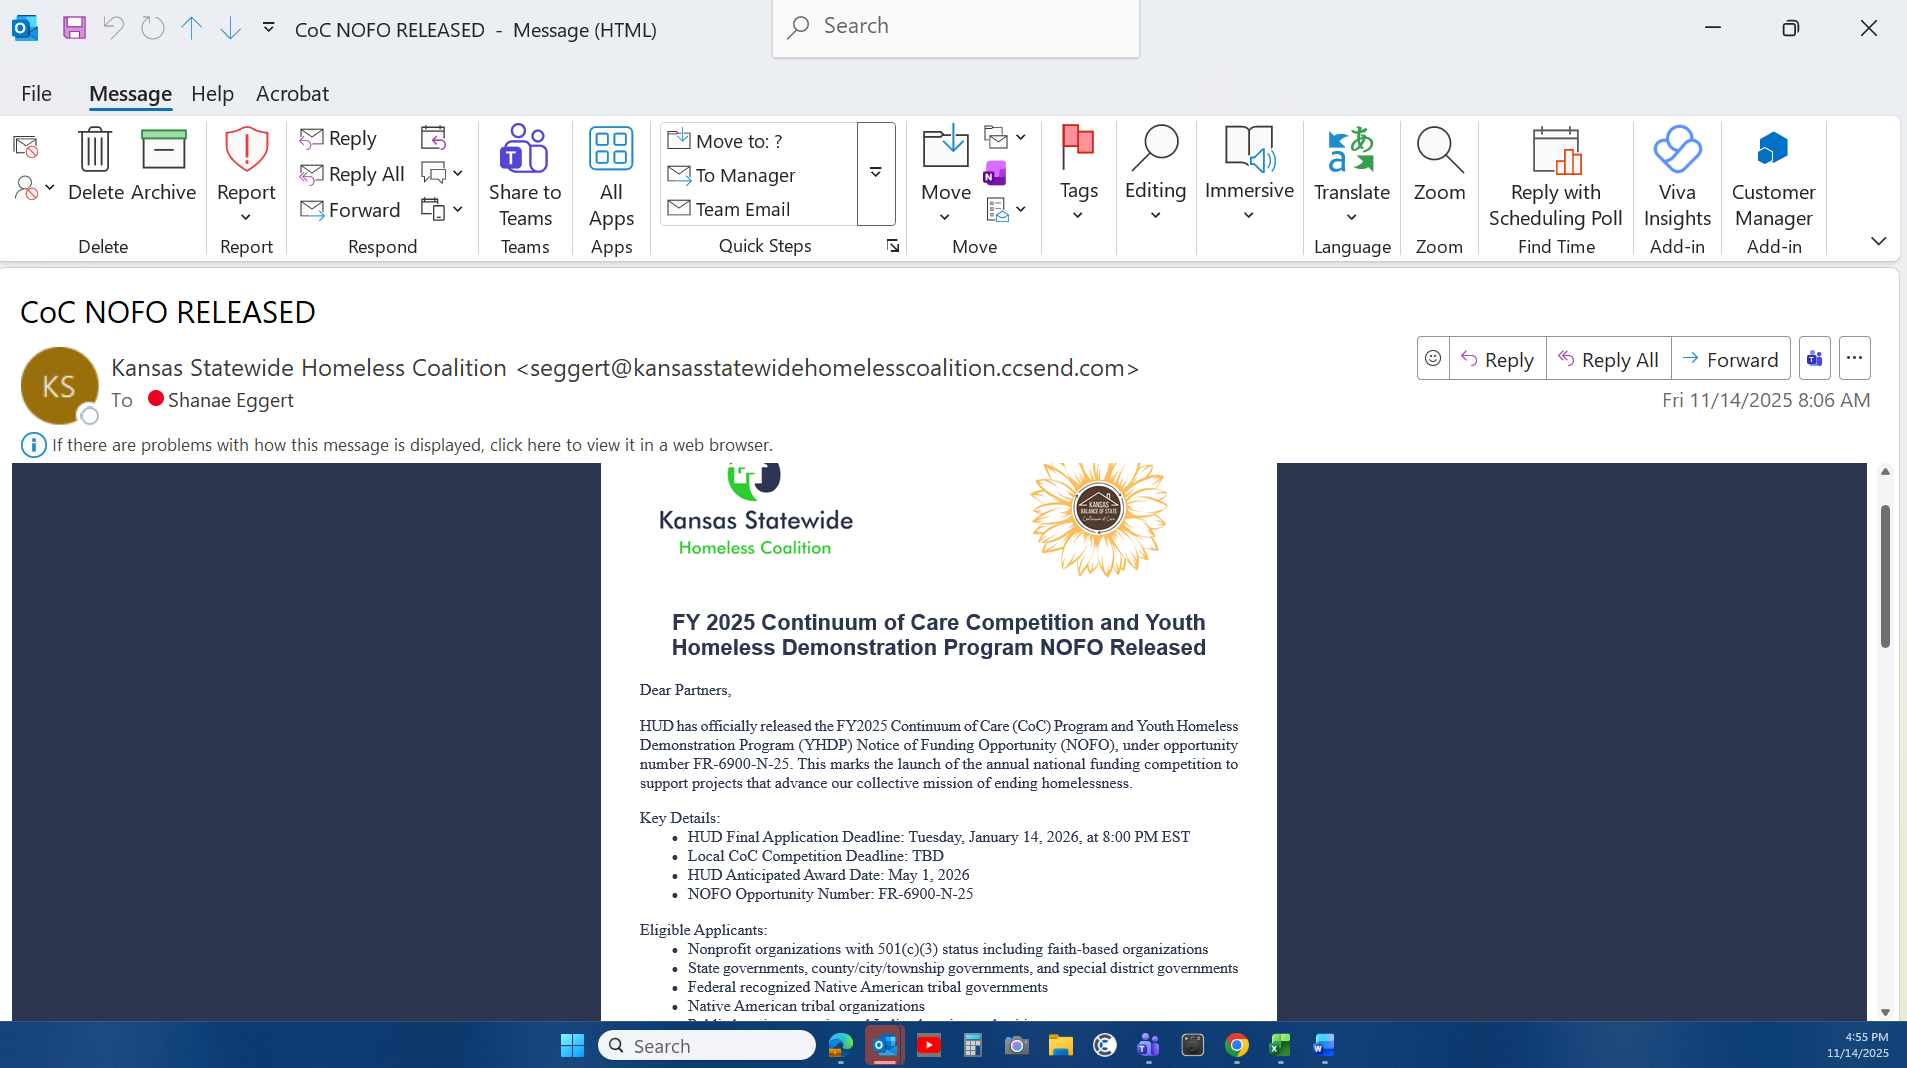 CoC NOFO RELEASED - Message (HTML)
Search
File Message Help Acrobat
Delete Archive
Delete
Report
Report
Reply
Reply All
Forward
Respond
Share to Teams
Teams
All Apps
Apps
Move to: ?
To Manager
Team Email
Quick Steps
Move
Move
Tags
Editing
Immersive
Translate
Language
Zoom
Zoom
Reply with Scheduling Poll
Find Time
Viva Insights
Add-in
Customer Manager
Add-in
CoC NOFO RELEASED
KS
Kansas Statewide Homeless Coalition <seggert@kansasstatewidehomelesscoalition.ccsend.com>
To Shanae Eggert
Reply Reply All Forward
Fri 11/14/2025 8:06 AM
If there are problems with how this message is displayed, click here to view it in a web browser.
Kansas Statewide
Homeless Coalition
KANSAS
BALANCE OF STATE
Continuum of Care
FY 2025 Continuum of Care Competition and Youth
Homeless Demonstration Program NOFO Released
Dear Partners,
HUD has officially released the FY2025 Continuum of Care (CoC) Program and Youth Homeless
Demonstration Program (YHDP) Notice of Funding Opportunity (NOFO), under opportunity
number FR-6900-N-25. This marks the launch of the annual national funding competition to
support projects that advance our collective mission of ending homelessness.
Key Details:
• HUD Final Application Deadline: Tuesday, January 14, 2026, at 8:00 PM EST
• Local CoC Competition Deadline: TBD
• HUD Anticipated Award Date: May 1, 2026
• NOFO Opportunity Number: FR-6900-N-25
Eligible Applicants:
• Nonprofit organizations with 501(c)(3) status including faith-based organizations
• State governments, county/city/township governments, and special district governments
• Federal recognized Native American tribal governments
• Native American tribal organizations
Search
4:55 PM
11/14/2025